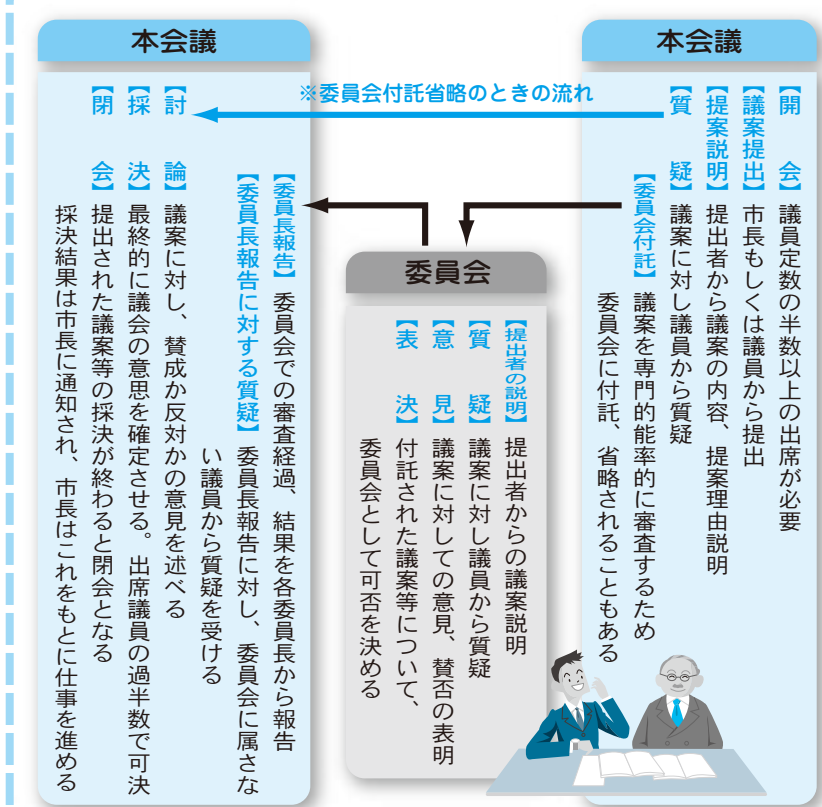 本会議
【開会】議員定数の半数以上の出席が必要
【議案提出】市長もしくは議員から提出
【提案説明】提出者から議案の内容、提案理由説明
【質疑】議案に対し議員から質疑
【委員会付託】議案を専門的能率的に審査するため
委員会に付託、省略されることもある
※委員会付託省略のときの流れ
委員会
【提出者の説明】提出者からの議案説明
【質疑】議案に対し議員から質疑
【意見】議案に対しての意見、賛否の表明
【表決】付託された議案等について、
委員会として可否を決める
本会議
【委員長報告】委員会での審査経過、結果を各委員長から報告
【委員長報告に対する質疑】委員長報告に対し、委員会に属さな
い議員から質疑を受ける
【討論】議案に対し、賛成か反対かの意見を述べる
【採決】最終的に議会の意思を確定させる。出席議員の過半数で可決
【閉会】提出された議案等の採決が終わると閉会となる
採決結果は市長に通知され、市長はこれをもとに仕事を進める